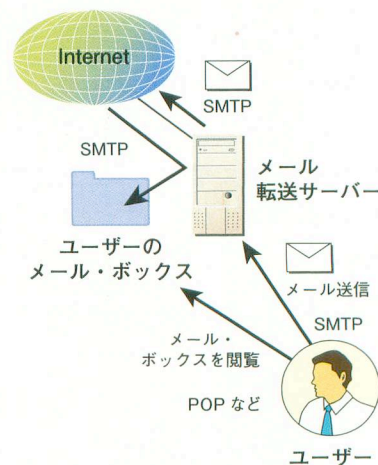 Internet
SMTP
SMTP
メール
転送サーバー
ユーザーの
メール・ボックス
メール送信
SMTP
メール・
ボックスを閲覧
POP など
ユーザー